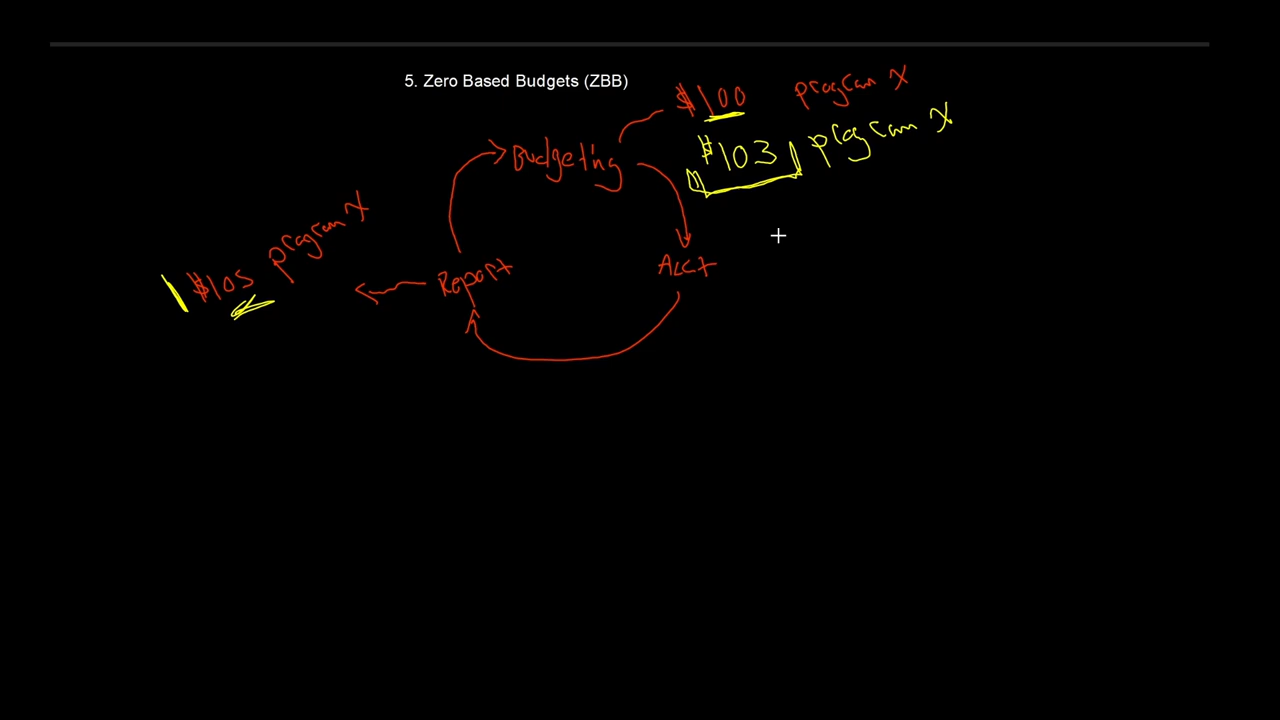 5. Zero Based Budgets (ZBB)
$100 program X
$103 program X
Budgeting
$105 program X
Report
Acct